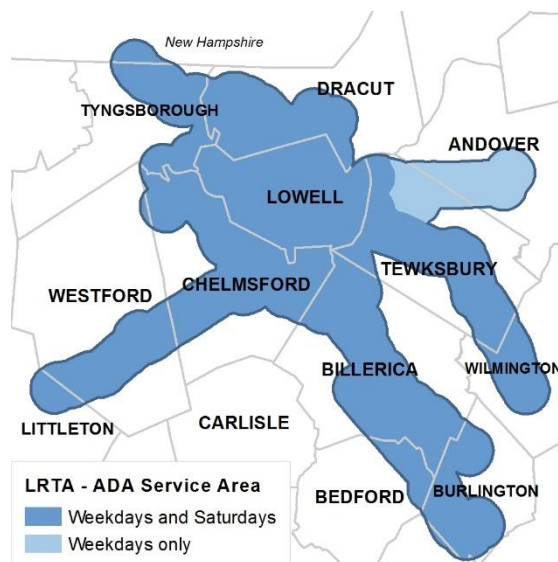 New Hampshire
DRACUT
TYNGSBOROUGH
ANDOVER
LOWELL
TEWKSBURY
CHELMSFORD
WESTFORD
BILLERICA
WILMINGTON
CARLISLE
LITTLETON
BEDFORD
BURLINGTON
LRTA - ADA Service Area
Weekdays and Saturdays
Weekdays only